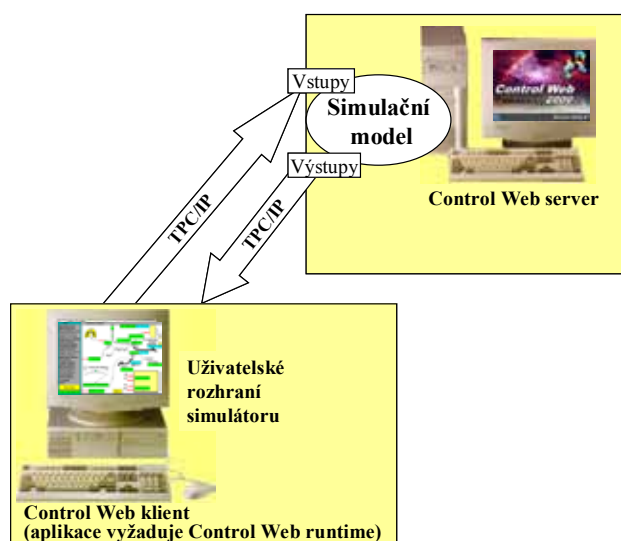 Vstupy
Simulační
model
Výstupy
Control Web
2000
Control Web server
TPC/IP
TPC/IP
Uživatelské
rozhraní
simulátoru
Control Web klient
(aplikace vyžaduje Control Web runtime)